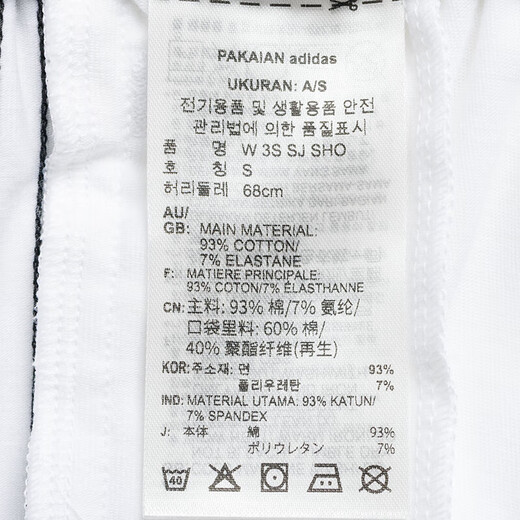 PAKAIAN adidas
UKURAN: A/S
전기용품 및 생활용품 안전
관리법에 의한 품질표시
품 명 W 3S SJ SHO
호 칭 S
허리둘레 68cm
AU/
GB: MAIN MATERIAL:
93% COTTON/
7% ELASTANE
F: MATIERE PRINCIPALE:
93% COTON/7% ELASTHANNE
CN: 主料: 93% 棉/7% 氨纶/
口袋里料: 60% 棉/
40% 聚酯纤维(再生)
KOR: 주소재: 면 93%
폴리우레탄 7%
IND: MATERIAL UTAMA: 93% KATUN/
7% SPANDEX
J: 本体 綿 93%
ポリウレタン 7%
40